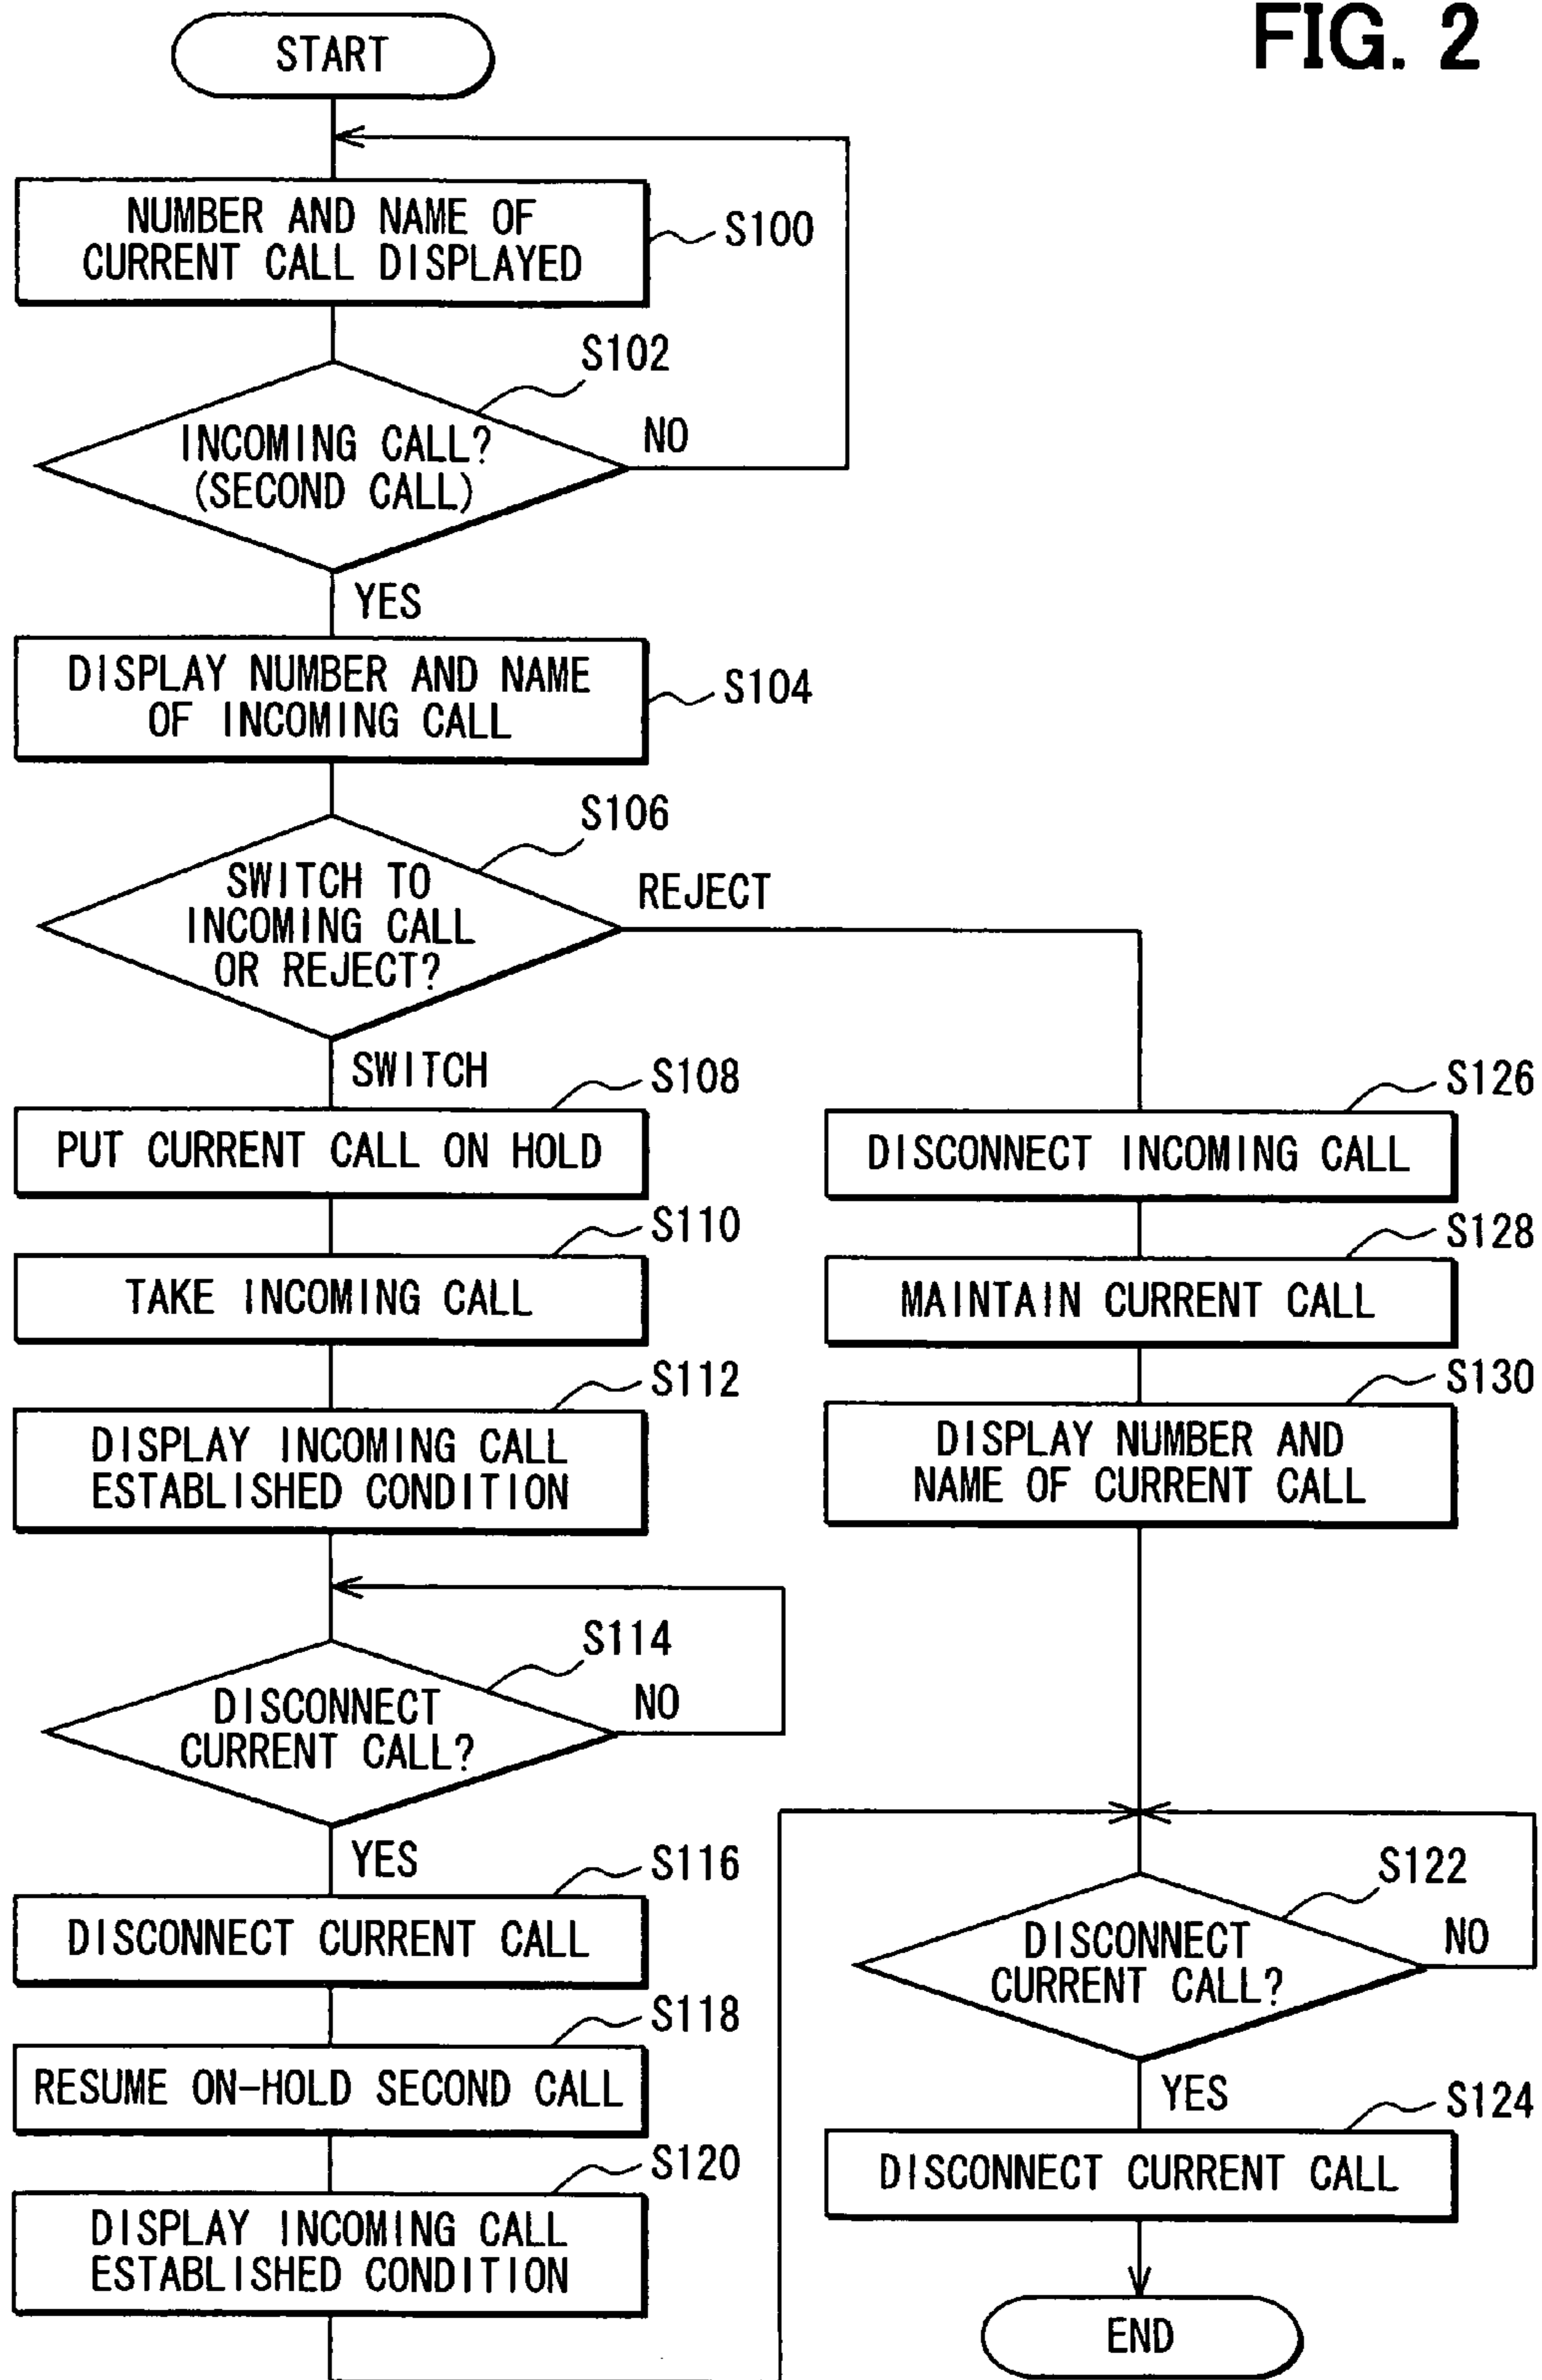 FIG. 2
START
NUMBER AND NAME OF
CURRENT CALL DISPLAYED
S100
S102
INCOMING CALL?
(SECOND CALL)
NO
YES
DISPLAY NUMBER AND NAME
OF INCOMING CALL
S104
S106
SWITCH TO
INCOMING CALL
OR REJECT?
REJECT
SWITCH
S108
PUT CURRENT CALL ON HOLD
S110
TAKE INCOMING CALL
S112
DISPLAY INCOMING CALL
ESTABLISHED CONDITION
S114
DISCONNECT
CURRENT CALL?
NO
YES
S116
DISCONNECT CURRENT CALL
S118
RESUME ON-HOLD SECOND CALL
S120
DISPLAY INCOMING CALL
ESTABLISHED CONDITION
S126
DISCONNECT INCOMING CALL
S128
MAINTAIN CURRENT CALL
S130
DISPLAY NUMBER AND
NAME OF CURRENT CALL
S122
DISCONNECT
CURRENT CALL?
NO
YES
S124
DISCONNECT CURRENT CALL
END